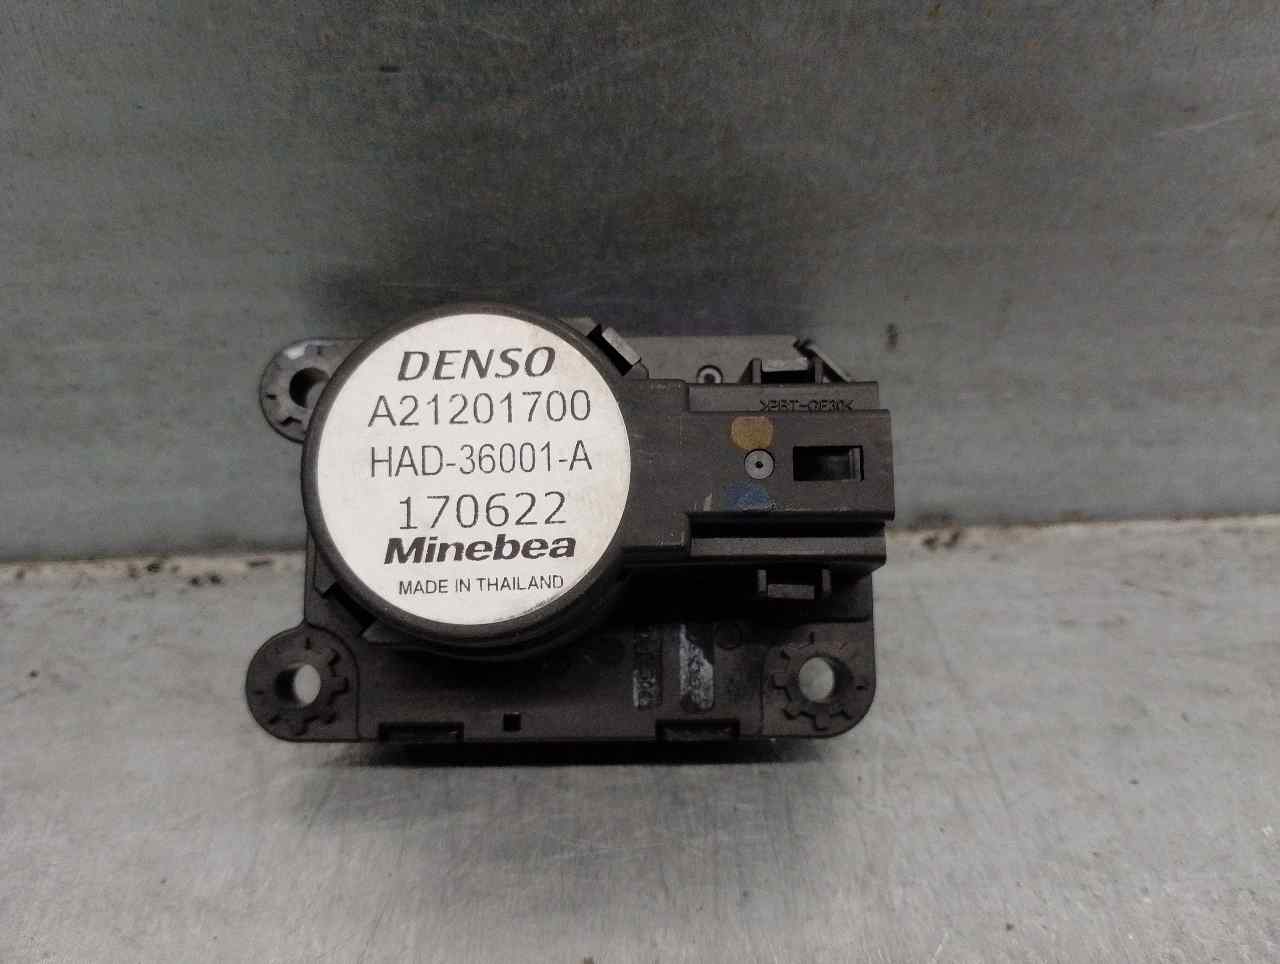 DENSO
A21201700
HAD-36001-A
170622
Minebea
MADE IN THAILAND